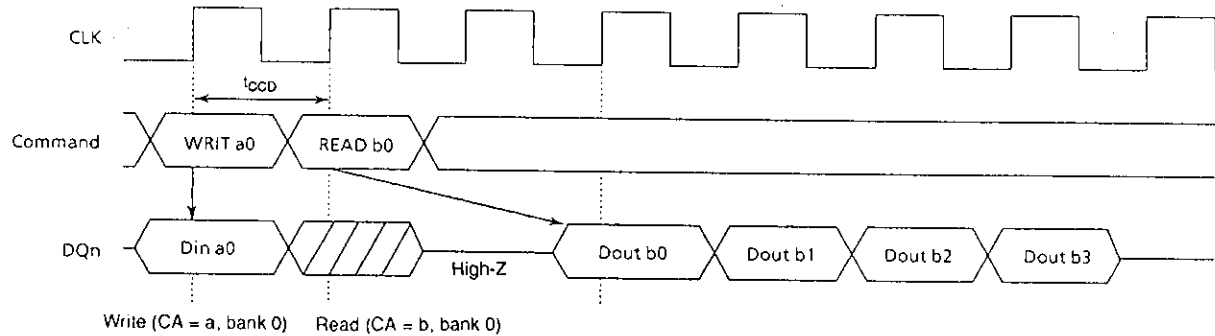 CLK
tCCD
Command
WRIT a0
READ b0
DQn
Din a0
High-Z
Dout b0
Dout b1
Dout b2
Dout b3
Write (CA = a, bank 0)
Read (CA = b, bank 0)